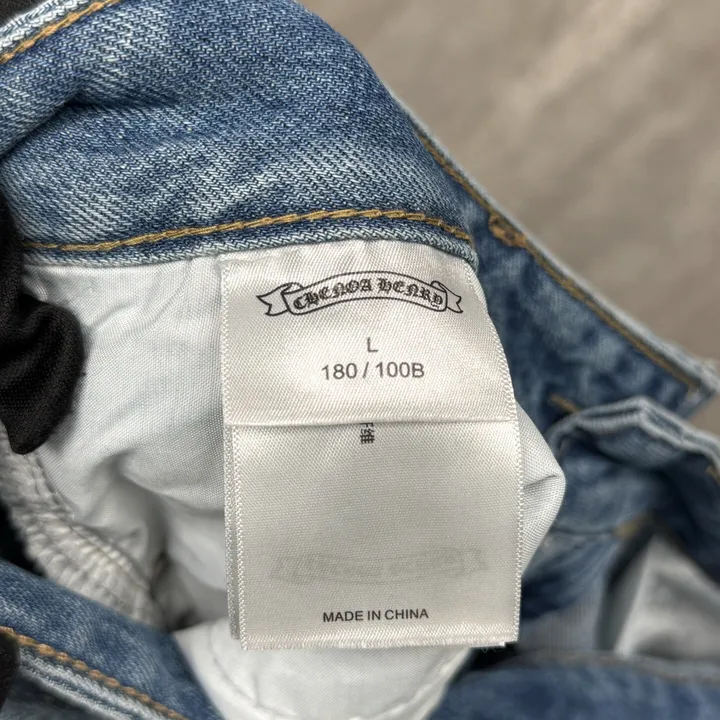 CHENOA HENRY
L
180 / 100B
MADE IN CHINA